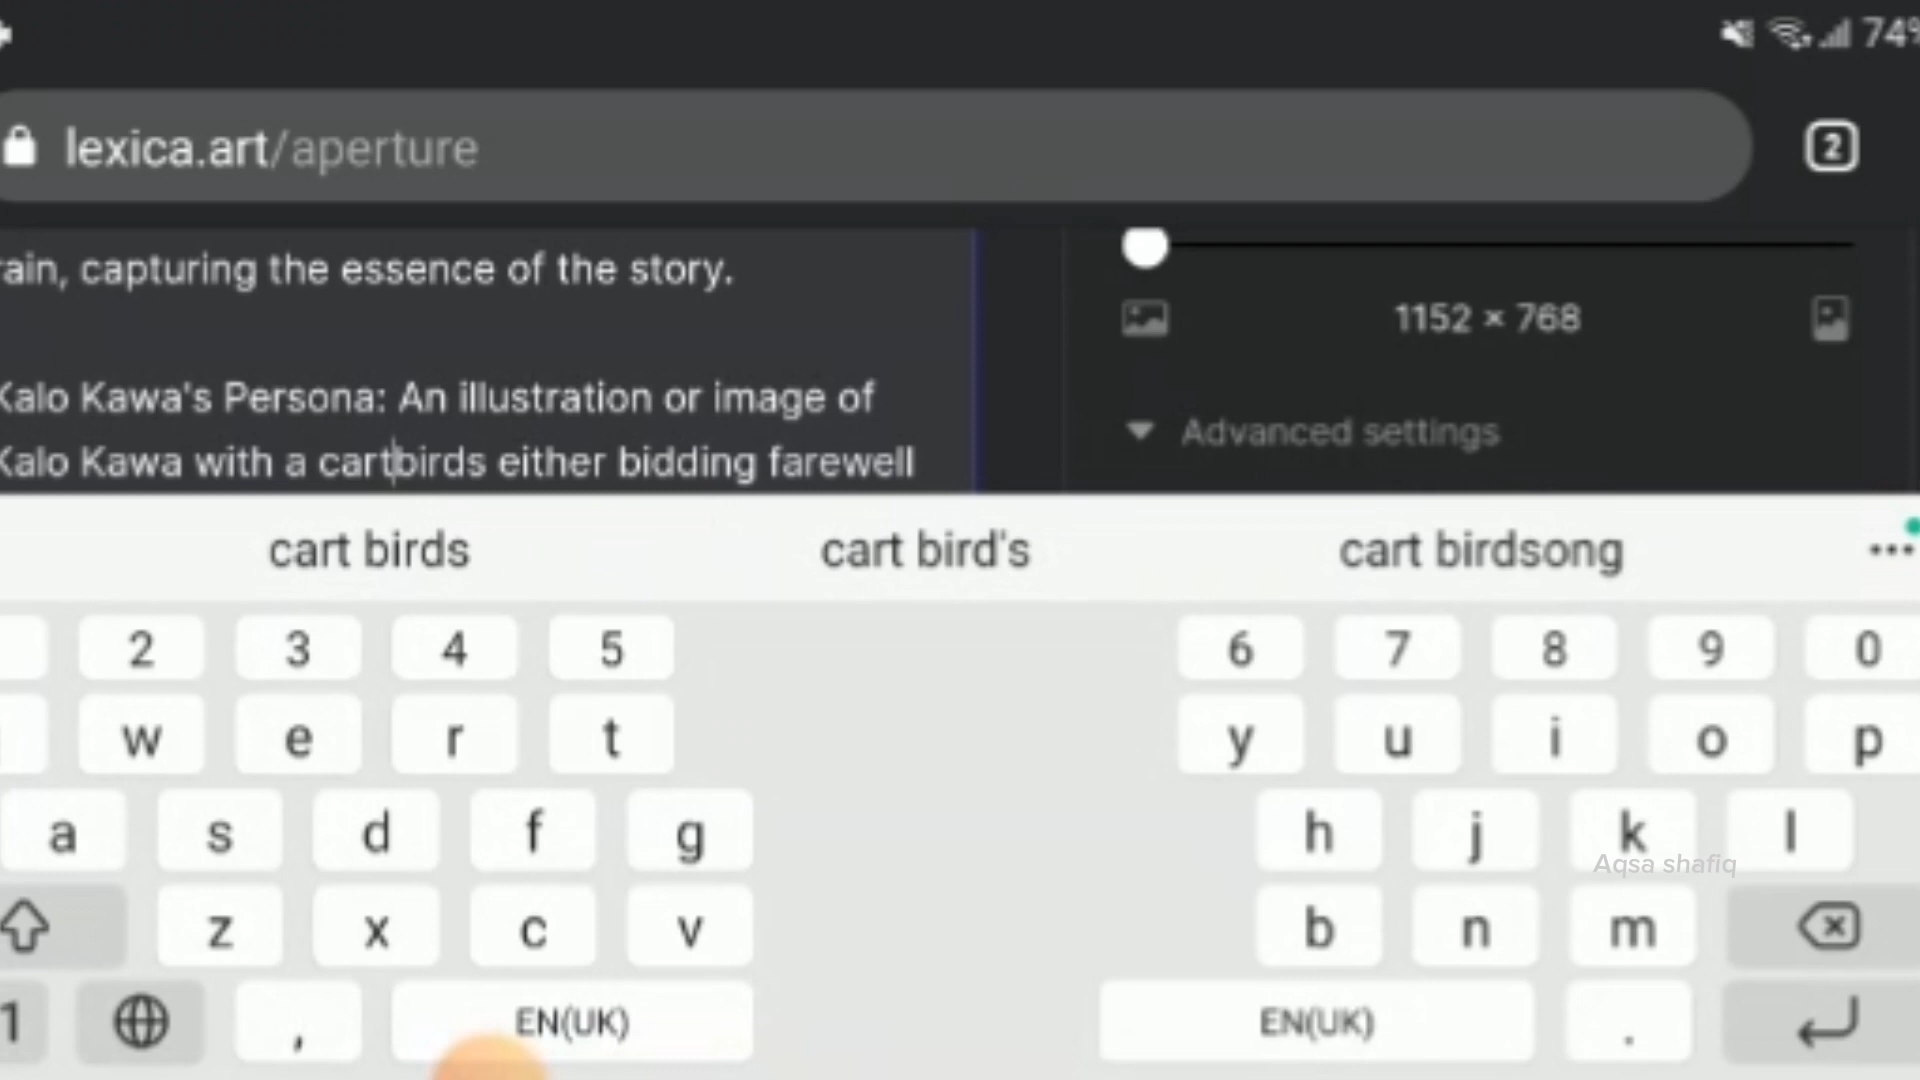 74%
lexica.art/aperture
2
rain, capturing the essence of the story.
1152 × 768
Kalo Kawa's Persona: An illustration or image of
Advanced settings
Kalo Kawa with a cartbirds either bidding farewell
cart birds
cart bird's
cart birdsong
2 3 4 5 6 7 8 9 0
w e r t y u i o p
a s d f g h j k l
Aqsa shafiq
z x c v b n m
1 , EN(UK) EN(UK) .